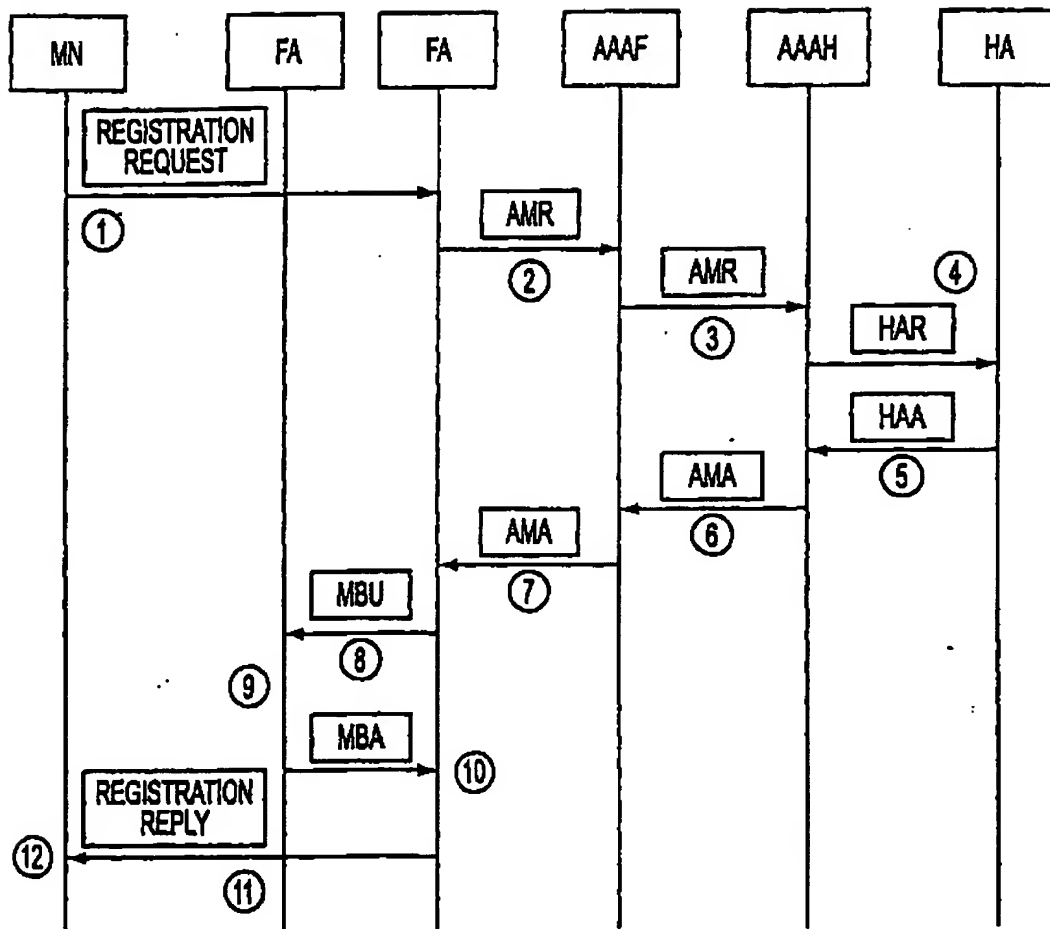 MN FA FA AAAF AAAH HA
REGISTRATION
REQUEST
1
AMR
2
AMR
3
4
HAR
HAA
5
AMA
6
AMA
7
MBU
8
9
MBA
10
REGISTRATION
REPLY
12
11